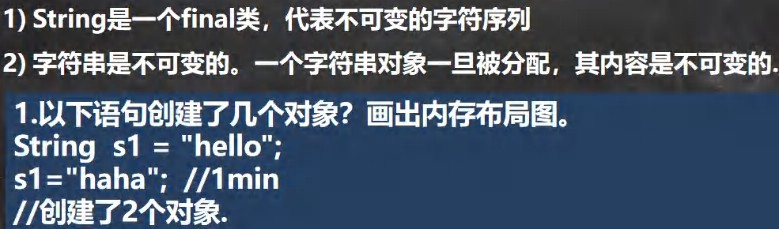 1) String是一个final类，代表不可变的字符序列
2) 字符串是不可变的。一个字符串对象一旦被分配，其内容是不可变的.
1.以下语句创建了几个对象？画出内存布局图。
String  s1 = "hello";
s1="haha";  //1min
//创建了2个对象.